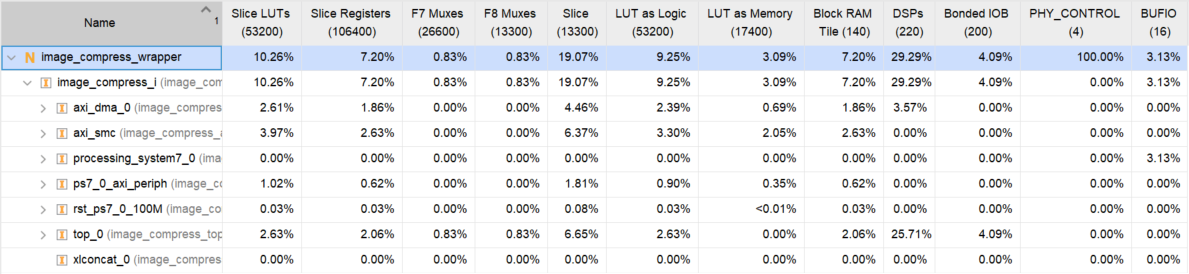 Name 1 Slice LUTs (53200) Slice Registers (106400) F7 Muxes (26600) F8 Muxes (13300) Slice (13300) LUT as Logic (53200) LUT as Memory (17400) Block RAM Tile (140) DSPs (220) Bonded IOB (200) PHY_CONTROL (4) BUFIO (16)
N image_compress_wrapper 10.26% 7.20% 0.83% 0.83% 19.07% 9.25% 3.09% 7.20% 29.29% 4.09% 100.00% 3.13%
I image_compress_i (image_com 10.26% 7.20% 0.83% 0.83% 19.07% 9.25% 3.09% 7.20% 29.29% 4.09% 0.00% 3.13%
I axi_dma_0 (image_compress 2.61% 1.86% 0.00% 0.00% 4.46% 2.39% 0.69% 1.86% 3.57% 0.00% 0.00% 0.00%
I axi_smc (image_compress_a 3.97% 2.63% 0.00% 0.00% 6.37% 3.30% 2.05% 2.63% 0.00% 0.00% 0.00% 0.00%
I processing_system7_0 (ima 0.00% 0.00% 0.00% 0.00% 0.00% 0.00% 0.00% 0.00% 0.00% 0.00% 0.00% 3.13%
I ps7_0_axi_periph (image_co 1.02% 0.62% 0.00% 0.00% 1.81% 0.90% 0.35% 0.62% 0.00% 0.00% 0.00% 0.00%
I rst_ps7_0_100M (image_co 0.03% 0.03% 0.00% 0.00% 0.08% 0.03% <0.01% 0.03% 0.00% 0.00% 0.00% 0.00%
I top_0 (image_compress_top 2.63% 2.06% 0.83% 0.83% 6.65% 2.63% 0.00% 2.06% 25.71% 4.09% 0.00% 0.00%
I xlconcat_0 (image_compress 0.00% 0.00% 0.00% 0.00% 0.00% 0.00% 0.00% 0.00% 0.00% 0.00% 0.00% 0.00%